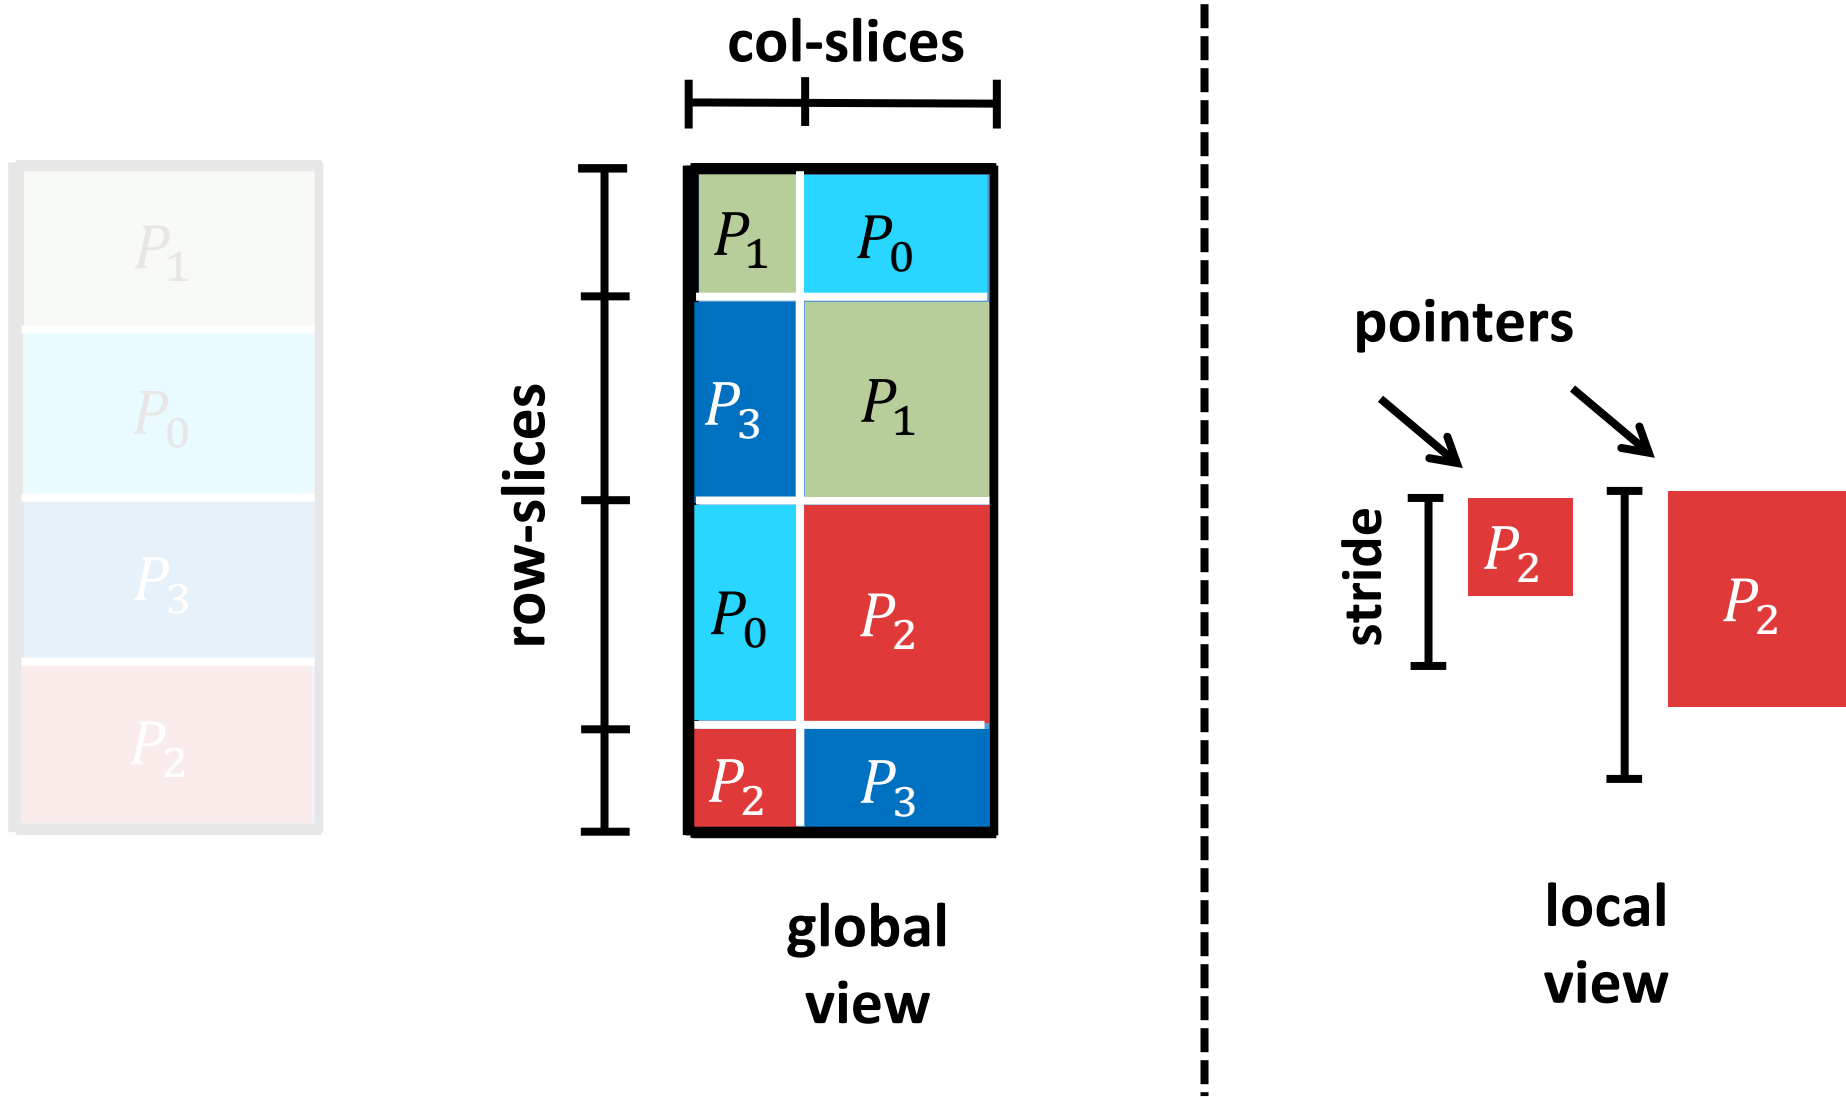 col-slices
row-slices
P1
P0
P3
P2
P1
P0
P3
P1
P0
P2
P2
P3
global
view
pointers
stride
P2
P2
local
view